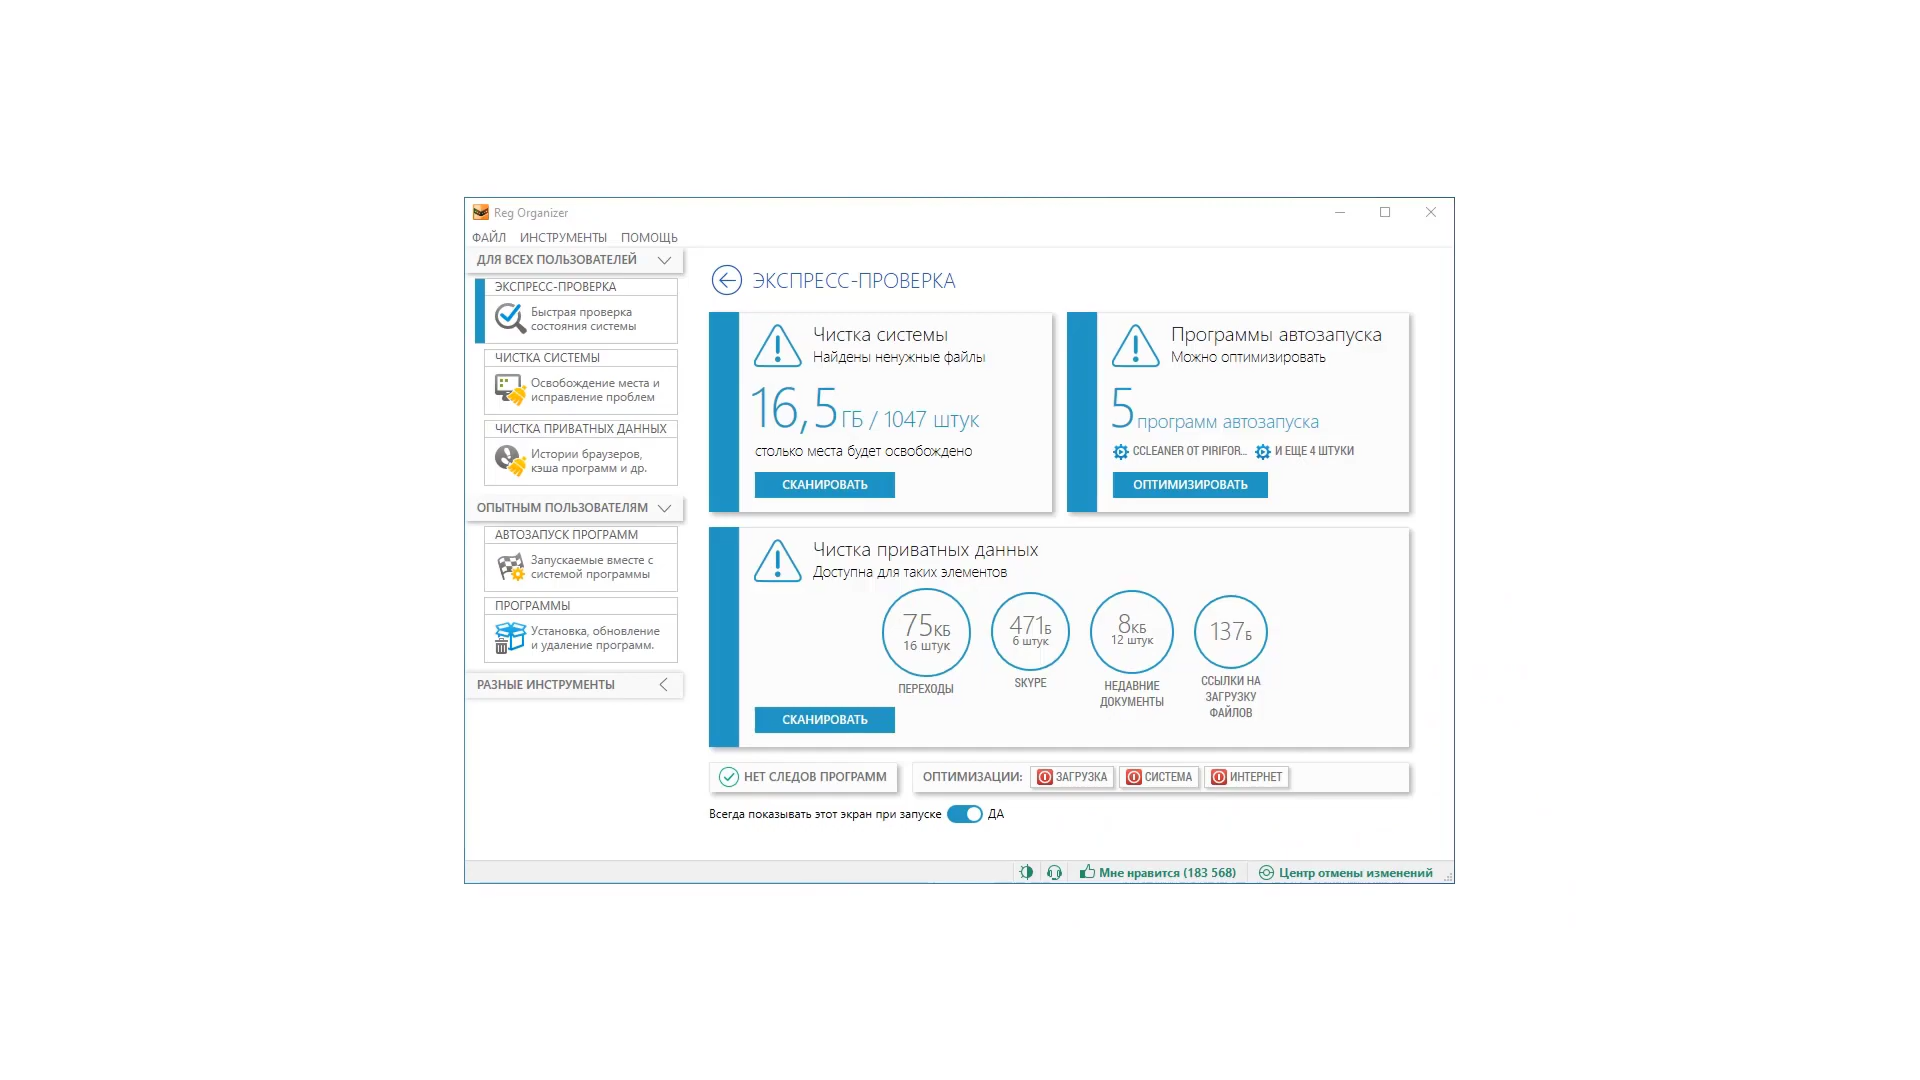 Reg Organizer
ФАЙЛ ИНСТРУМЕНТЫ ПОМОЩЬ
ДЛЯ ВСЕХ ПОЛЬЗОВАТЕЛЕЙ
ЭКСПРЕСС-ПРОВЕРКА
Быстрая проверка
состояния системы
ЧИСТКА СИСТЕМЫ
Освобождение места и
исправление проблем
ЧИСТКА ПРИВАТНЫХ ДАННЫХ
Истории браузеров,
кэша программ и др.
ОПЫТНЫМ ПОЛЬЗОВАТЕЛЯМ
АВТОЗАПУСК ПРОГРАММ
Запускаемые вместе с
системой программы
ПРОГРАММЫ
Установка, обновление
и удаление программ.
РАЗНЫЕ ИНСТРУМЕНТЫ
ЭКСПРЕСС-ПРОВЕРКА
Чистка системы
Найдены ненужные файлы
16,5 ГБ / 1047 штук
столько места будет освобождено
СКАНИРОВАТЬ
Программы автозапуска
Можно оптимизировать
5 программ автозапуска
CCLEANER ОТ PIRIFOR... И ЕЩЕ 4 ШТУКИ
ОПТИМИЗИРОВАТЬ
Чистка приватных данных
Доступна для таких элементов
75КБ
16 штук
ПЕРЕХОДЫ
471Б
6 штук
SKYPE
8КБ
12 штук
НЕДАВНИЕ
ДОКУМЕНТЫ
137Б
ССЫЛКИ НА
ЗАГРУЗКУ
ФАЙЛОВ
СКАНИРОВАТЬ
НЕТ СЛЕДОВ ПРОГРАММ
ОПТИМИЗАЦИИ: ЗАГРУЗКА СИСТЕМА ИНТЕРНЕТ
Всегда показывать этот экран при запуске ДА
Мне нравится (183 568) Центр отмены изменений